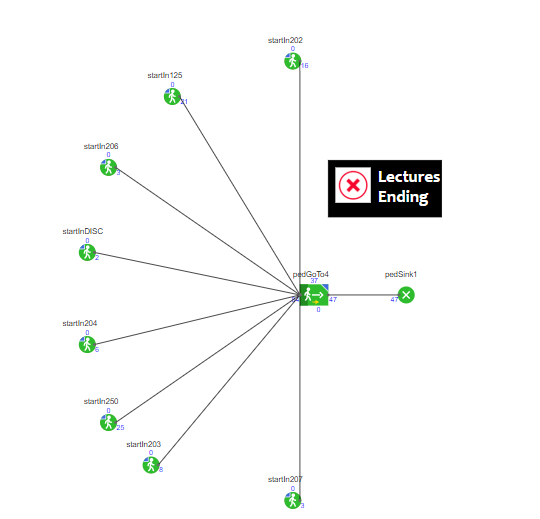 startIn202
0
16
startIn125
0
21
startIn206
0
3
Lectures
Ending
startInDISC
0
2
pedGoTo4
37
47
0
pedSink1
47
startIn204
0
6
startIn250
0
25
startIn203
0
8
startIn207
0
3